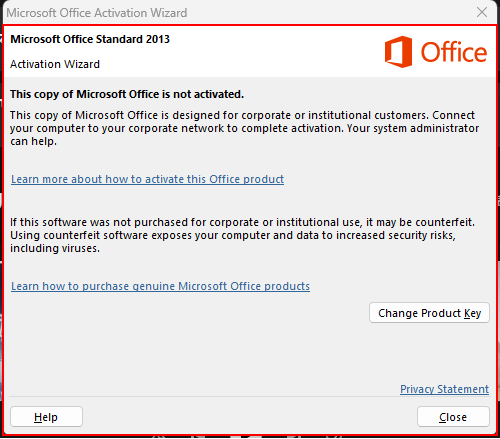 Microsoft Office Activation Wizard
Microsoft Office Standard 2013
Activation Wizard
Office
This copy of Microsoft Office is not activated.
This copy of Microsoft Office is designed for corporate or institutional customers. Connect
your computer to your corporate network to complete activation. Your system administrator
can help.
Learn more about how to activate this Office product
If this software was not purchased for corporate or institutional use, it may be counterfeit.
Using counterfeit software exposes your computer and data to increased security risks,
including viruses.
Learn how to purchase genuine Microsoft Office products
Change Product Key
Privacy Statement
Help
Close